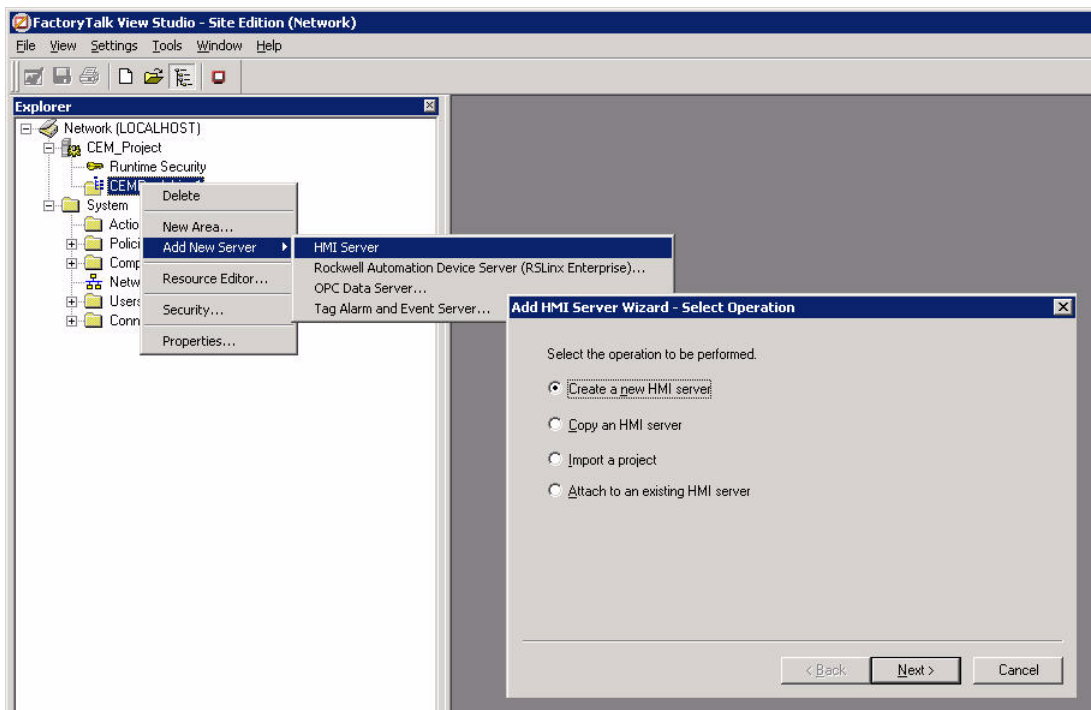 FactoryTalk View Studio - Site Edition (Network)
File View Settings Tools Window Help
Explorer
Network (LOCALHOST)
CEM_Project
Runtime Security
System
Delete
New Area...
Add New Server
Resource Editor...
Security...
Properties...
HMI Server
Rockwell Automation Device Server (RSLinx Enterprise)...
OPC Data Server...
Tag Alarm and Event Server...
Add HMI Server Wizard - Select Operation
Select the operation to be performed.
Create a new HMI server
Copy an HMI server
Import a project
Attach to an existing HMI server
< Back Next > Cancel